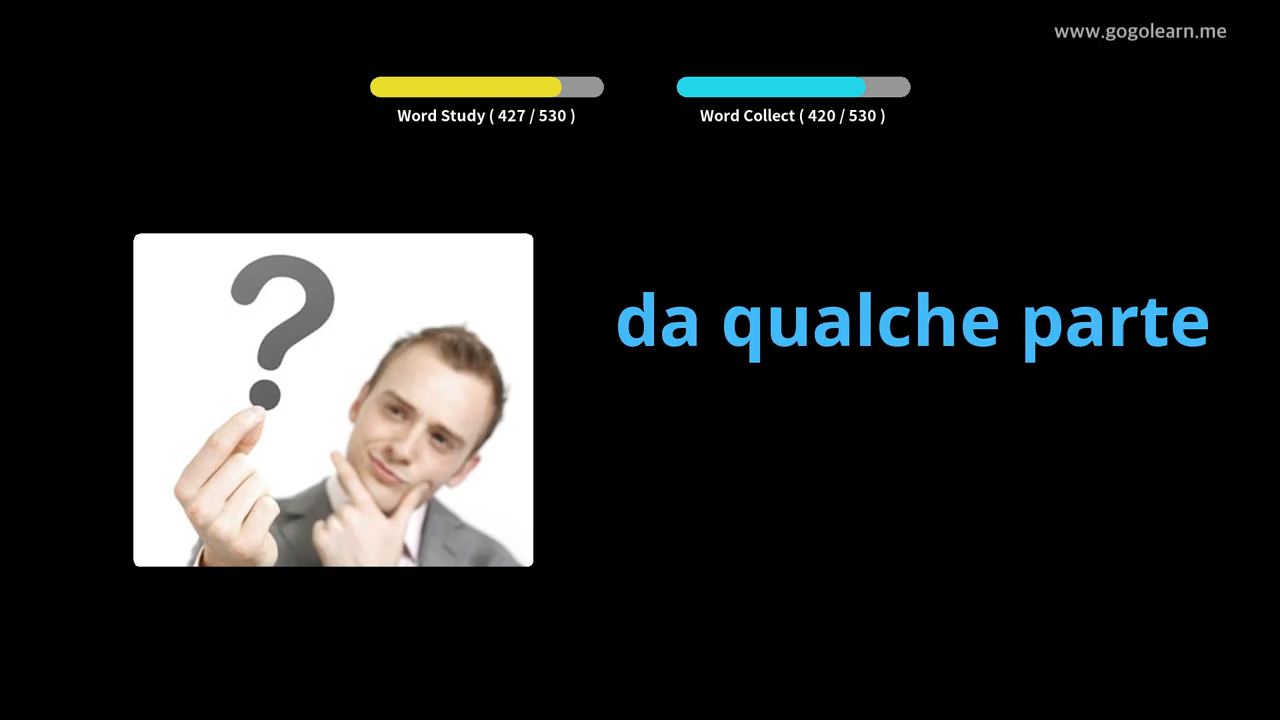 www.gogolearn.me
Word Study ( 427 / 530 )
Word Collect ( 420 / 530 )
?
da qualche parte